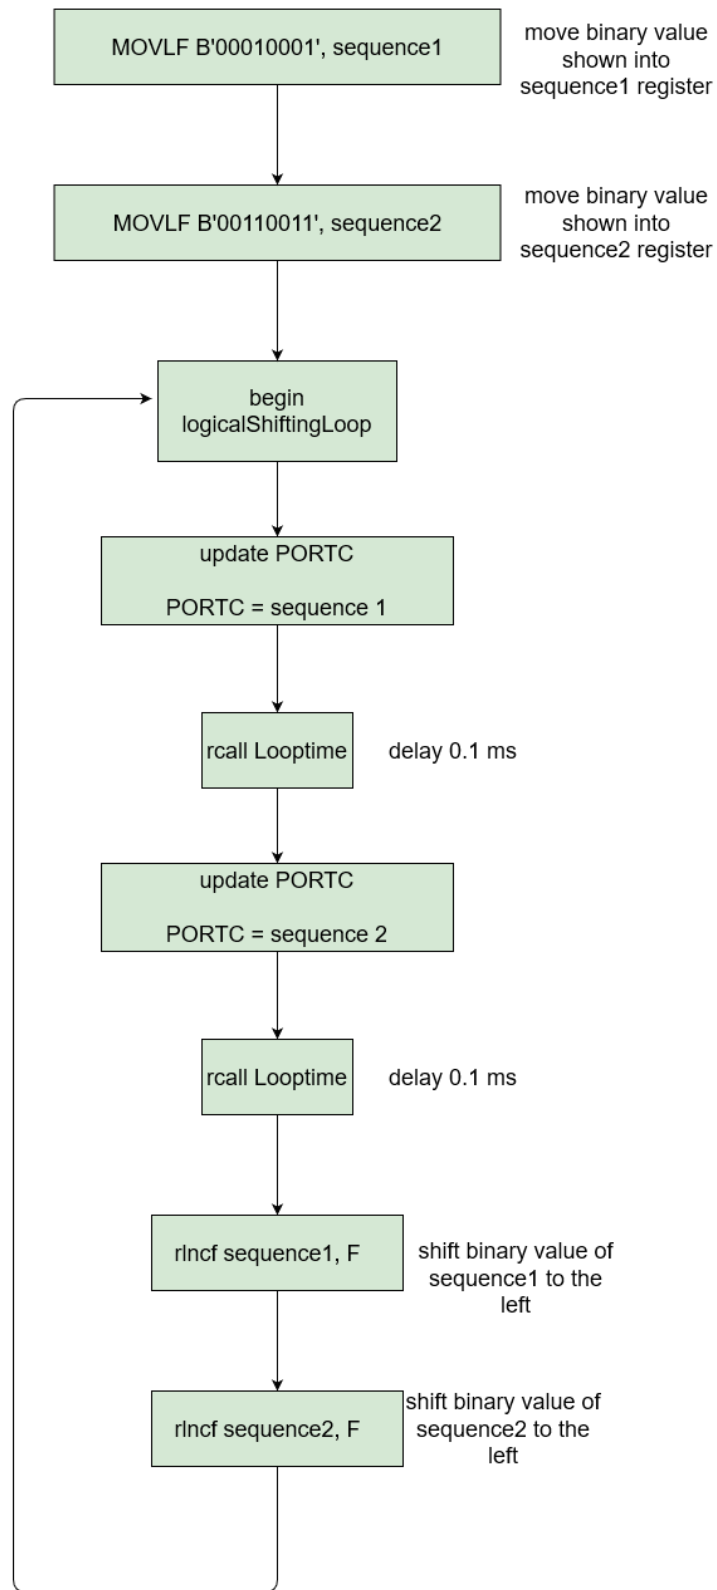 MOVLF B'00010001', sequence1
move binary value
shown into
sequence1 register
MOVLF B'00110011', sequence2
move binary value
shown into
sequence2 register
begin
logicalShiftingLoop
update PORTC
PORTC = sequence 1
rcall Looptime
delay 0.1 ms
update PORTC
PORTC = sequence 2
rcall Looptime
delay 0.1 ms
rlncf sequence1, F
shift binary value of
sequence1 to the
left
rlncf sequence2, F
shift binary value of
sequence2 to the
left